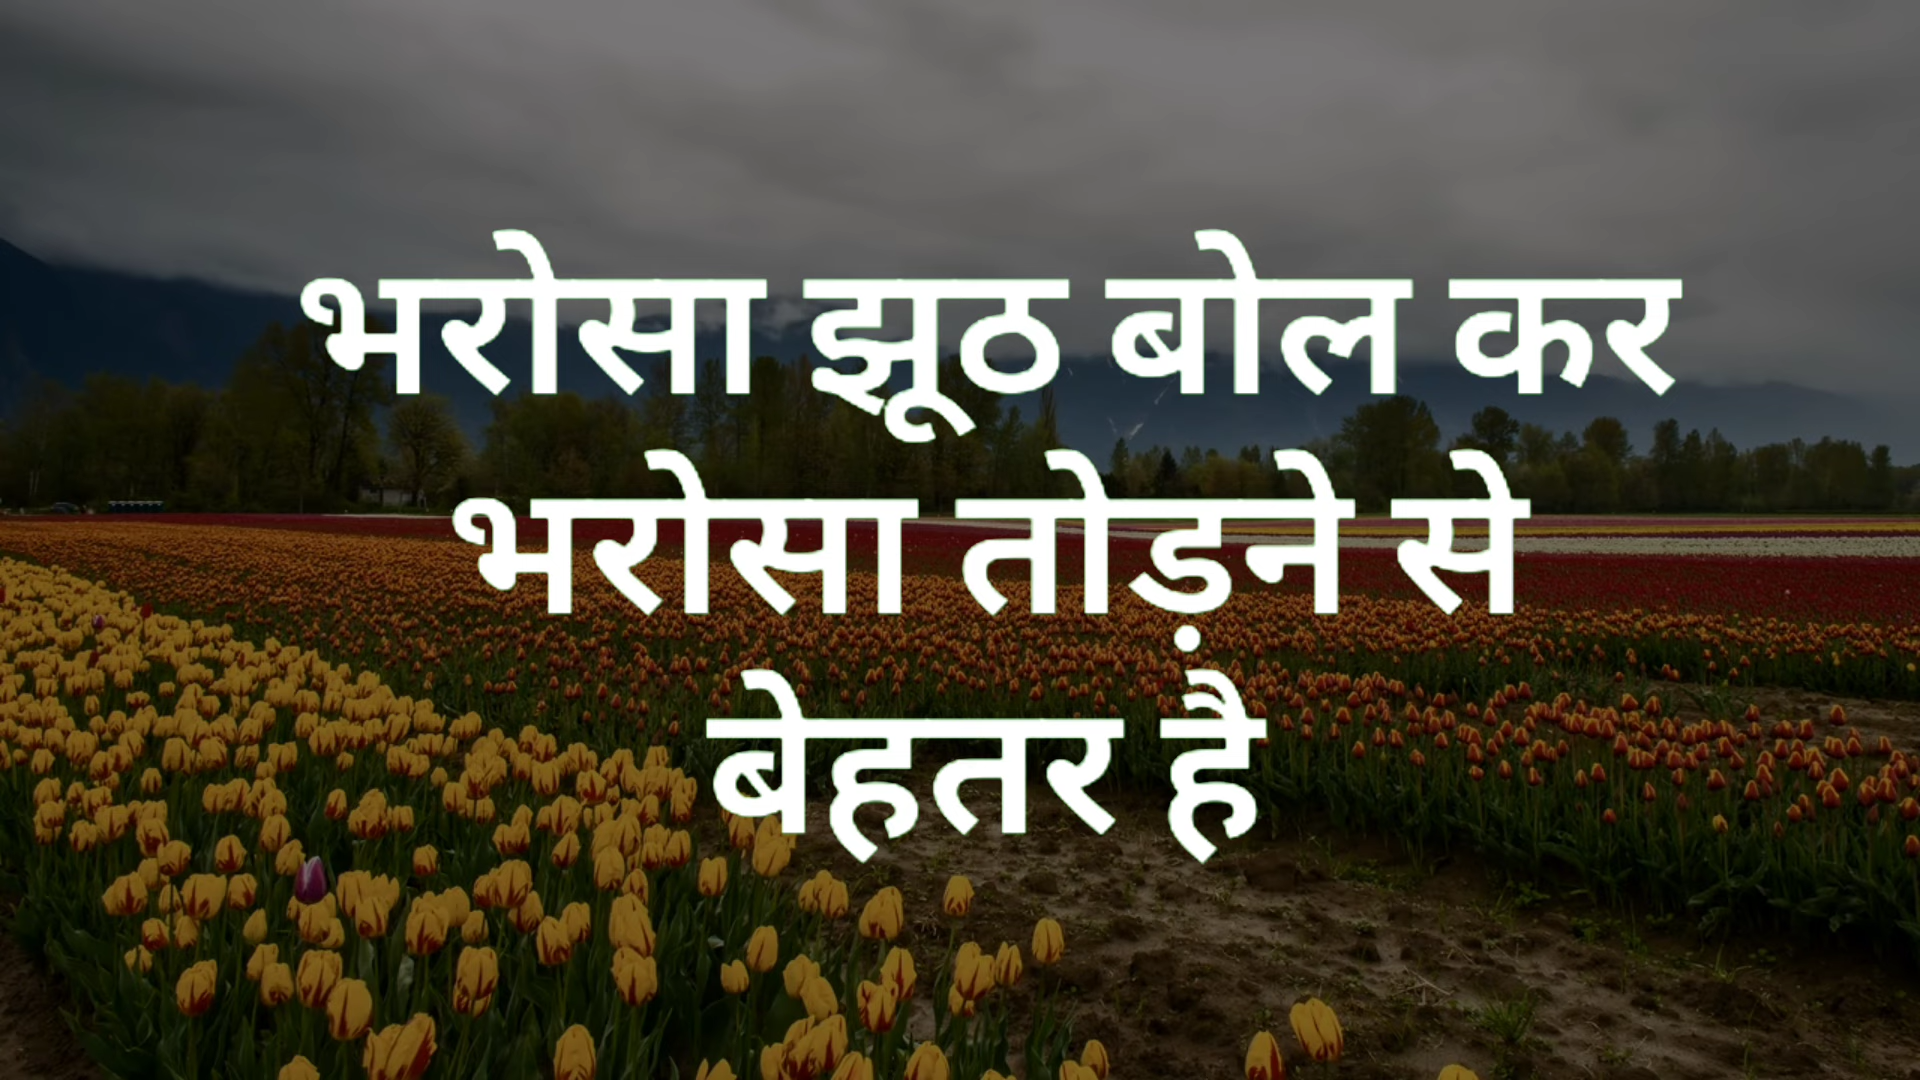 भरोसा झूठ बोल कर
भरोसा तोड़ने से
बेहतर है